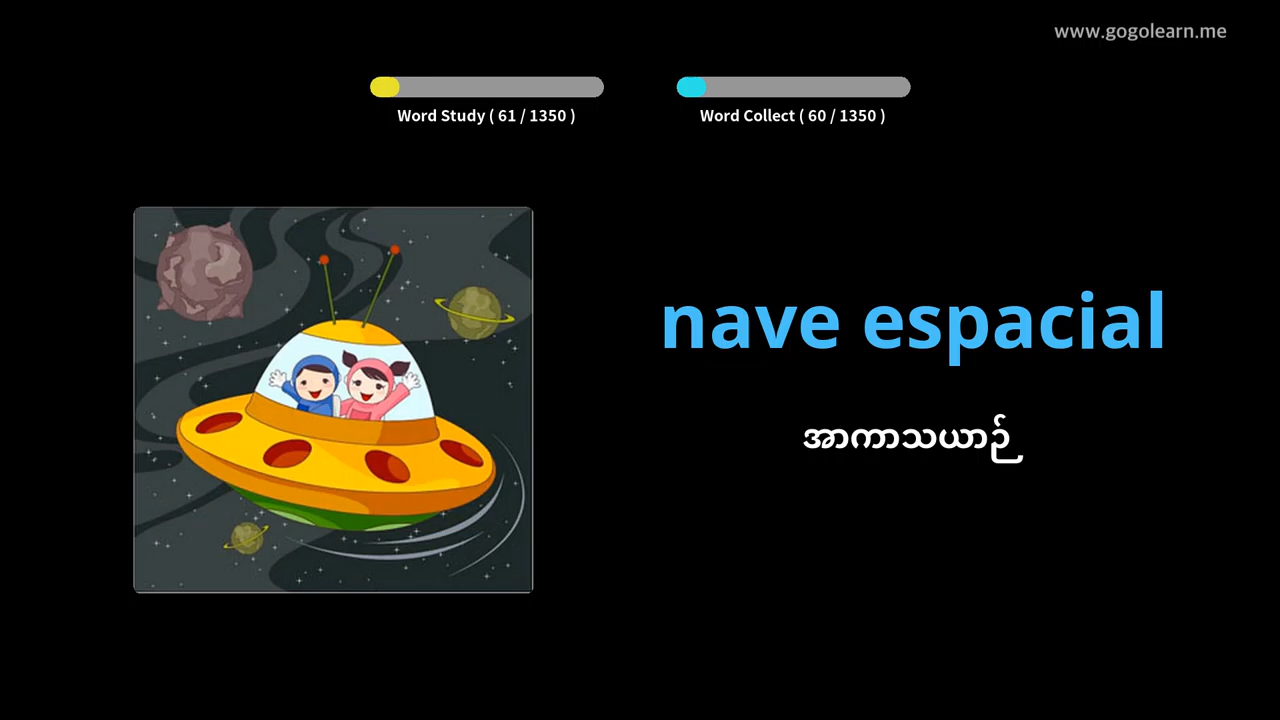 www.gogolearn.me
Word Study ( 61 / 1350 )
Word Collect ( 60 / 1350 )
nave espacial
အာကာသယာဉ်